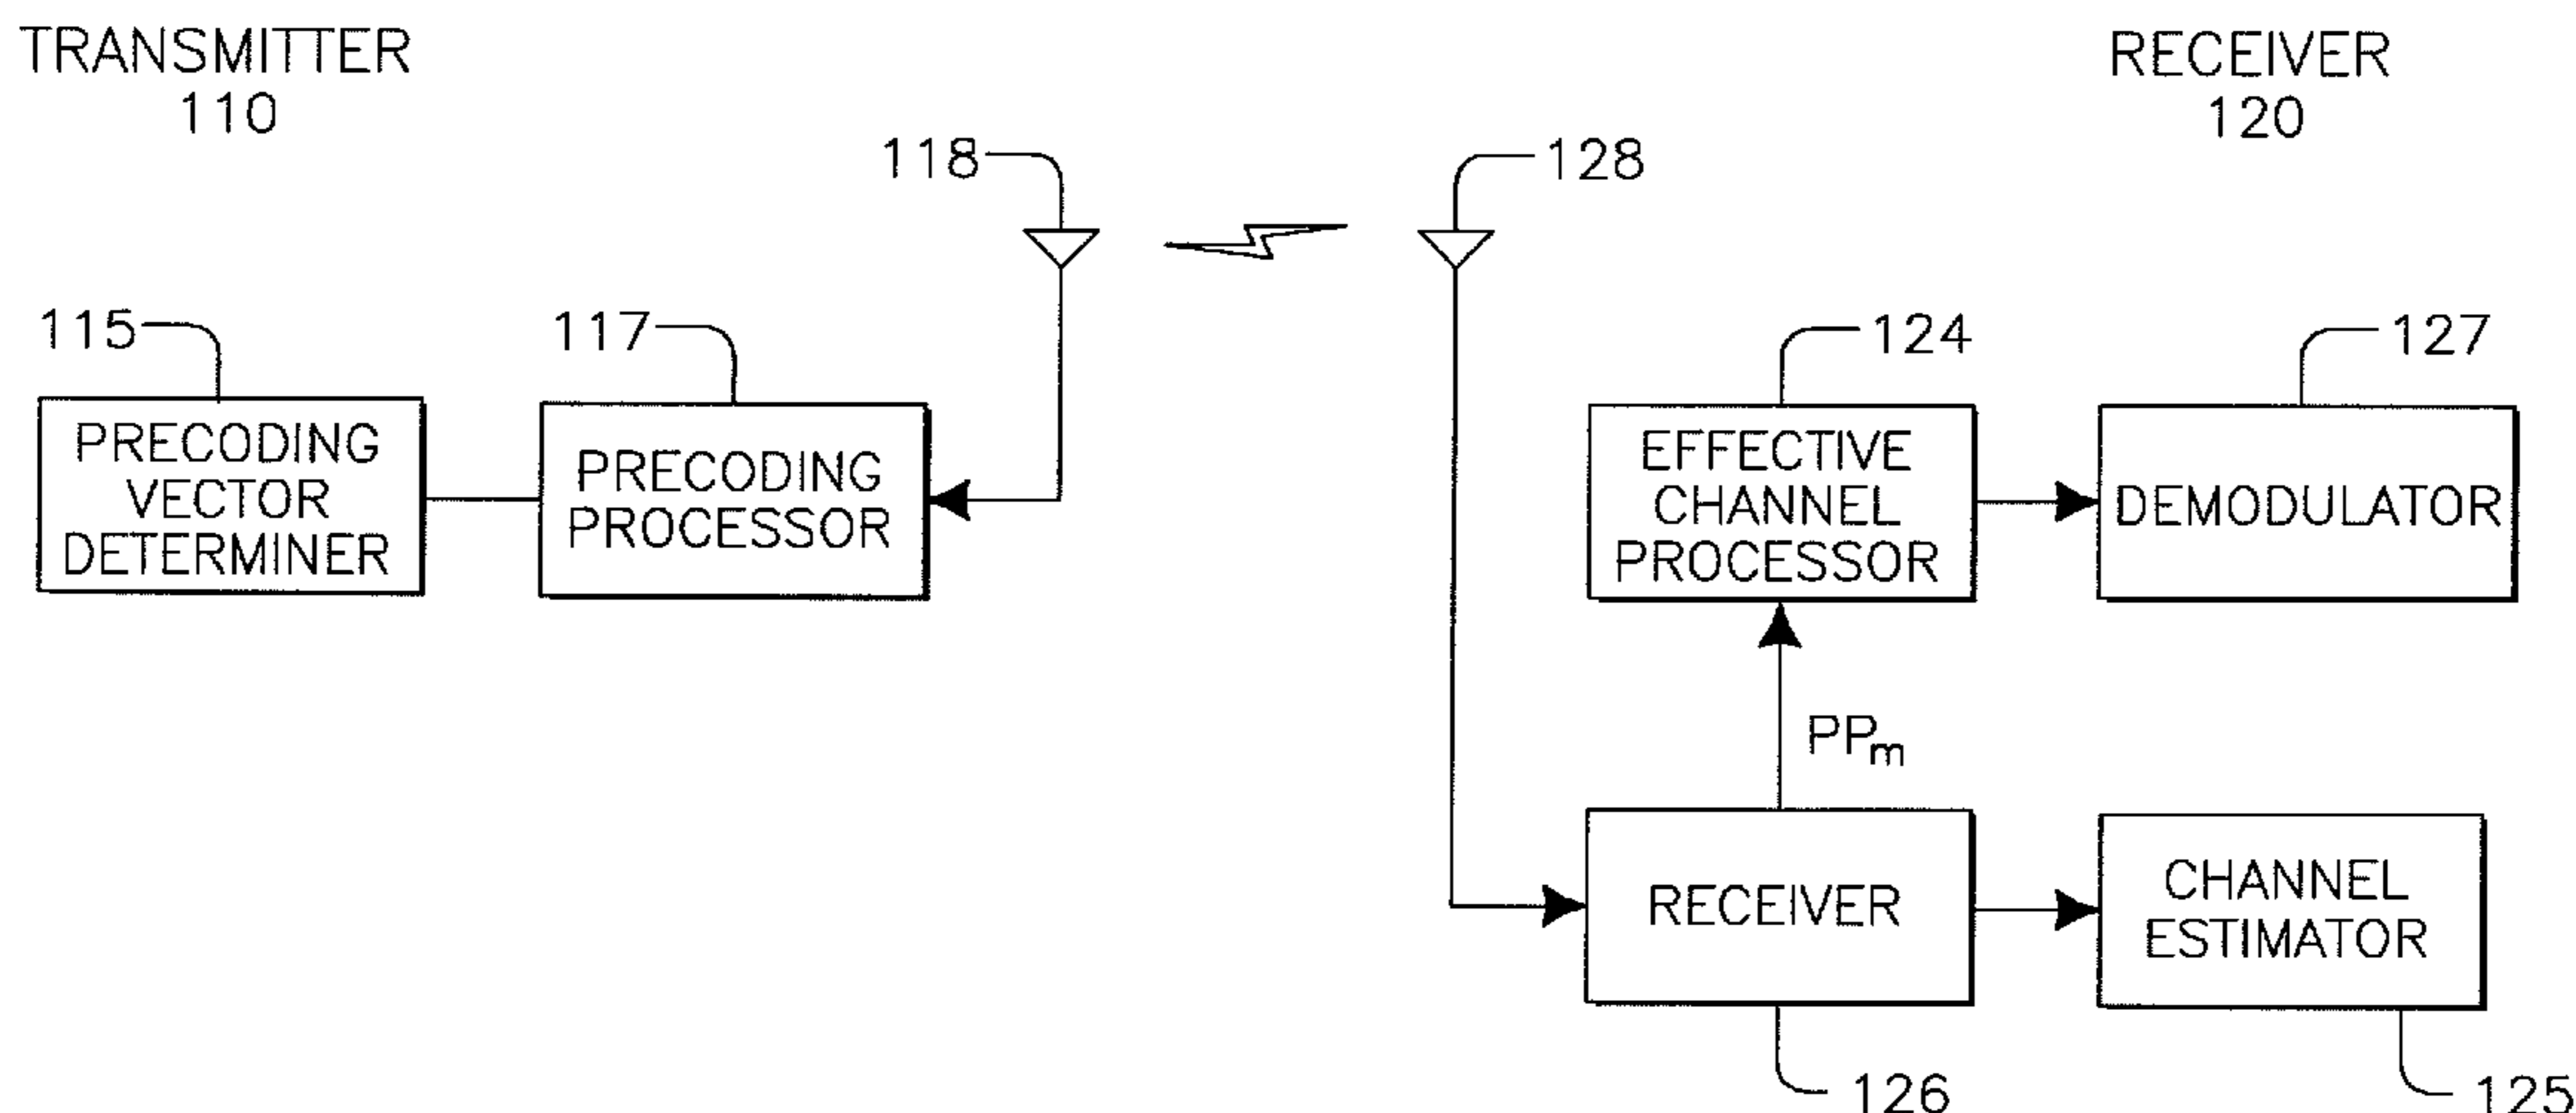 TRANSMITTER
110
RECEIVER
120
118
128
115
117
124
127
PRECODING
VECTOR
DETERMINER
PRECODING
PROCESSOR
EFFECTIVE
CHANNEL
PROCESSOR
DEMODULATOR
PPm
RECEIVER
CHANNEL
ESTIMATOR
126
125